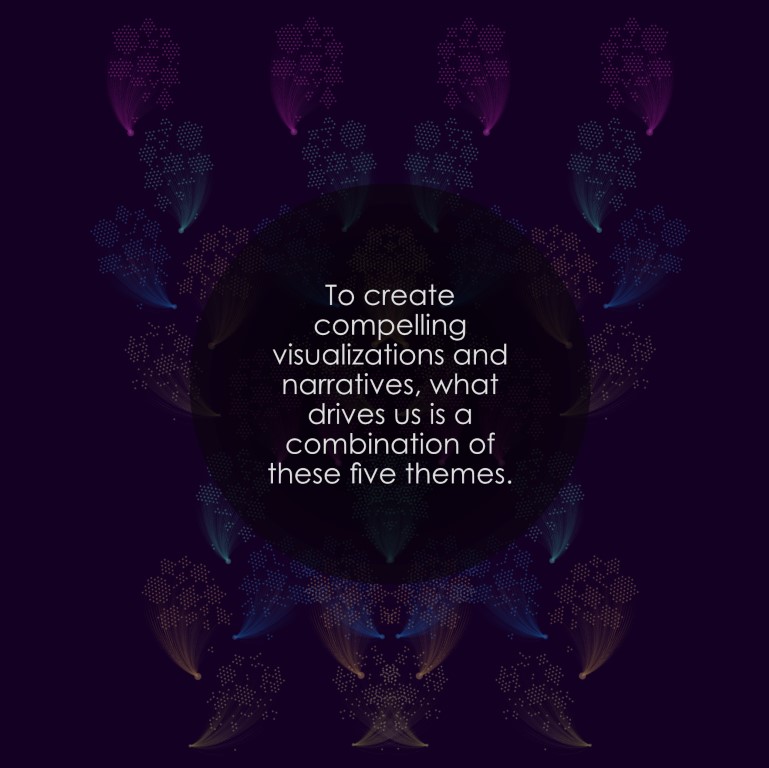 To create
compelling
visualizations and
narratives, what
drives us is a
combination of
these five themes.